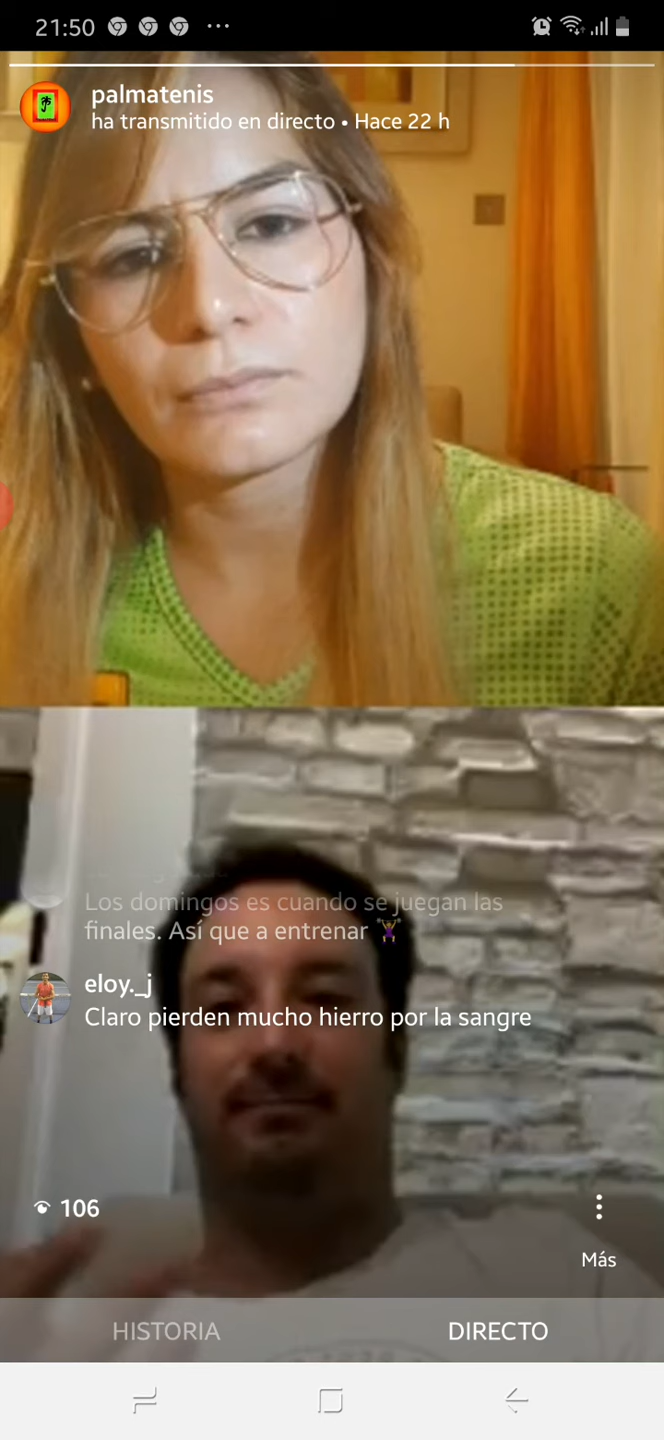 21:50
palmatenis
ha transmitido en directo • Hace 22 h
Los domingos es cuando se juegan las
finales. Así que a entrenar 🏋️‍♀️
eloy._j
Claro pierden mucho hierro por la sangre
106
Más
HISTORIA
DIRECTO